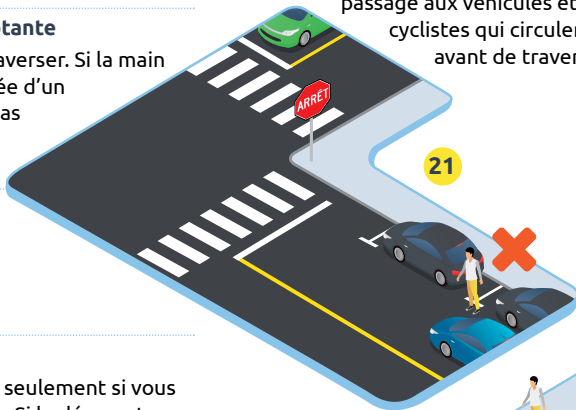 passage aux véhicules et
cyclistes qui circulen
avant de traver
tante
averser. Si la main
ée d'un
as
ARRÊT
21
seulement si vous